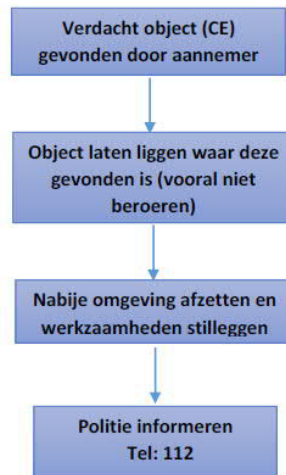 Verdacht object (CE)
gevonden door aannemer
Object laten liggen waar deze
gevonden is (vooral niet
beroeren)
Nabije omgeving afzetten en
werkzaamheden stilleggen
Politie informeren
Tel: 112